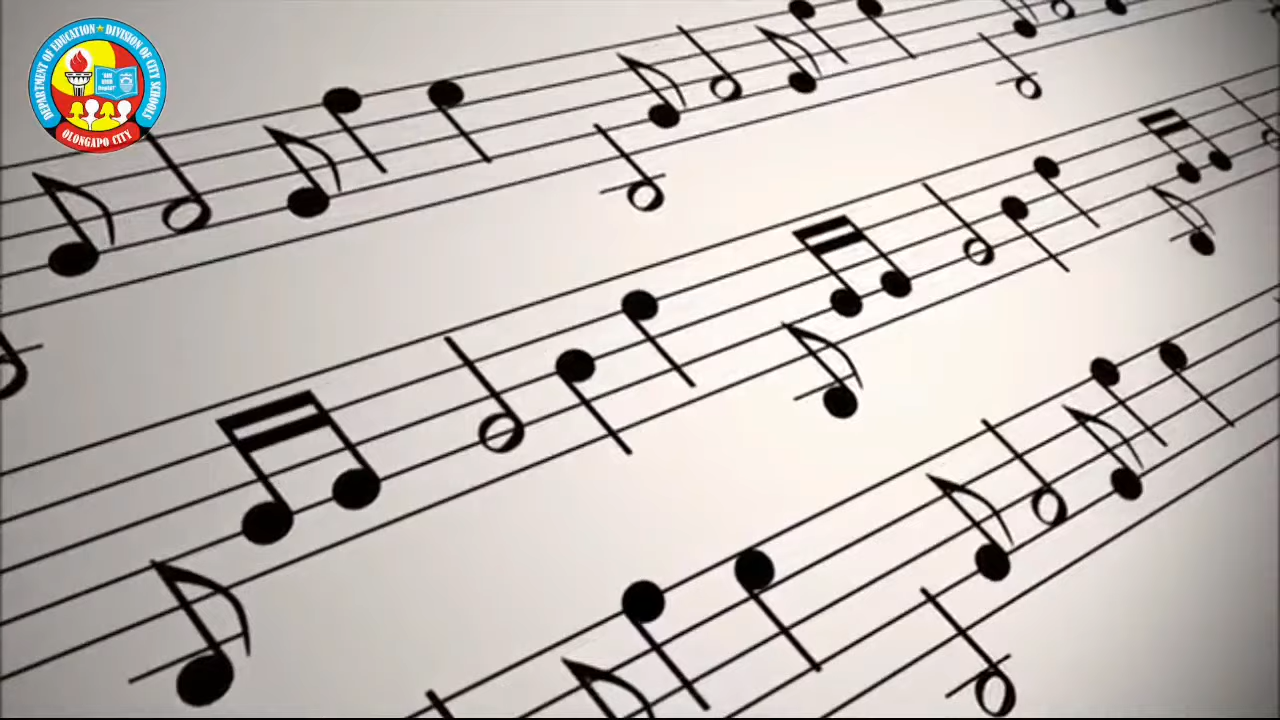 DEPARTMENT OF EDUCATION ★ DIVISION OF CITY SCHOOLS
OLONGAPO CITY